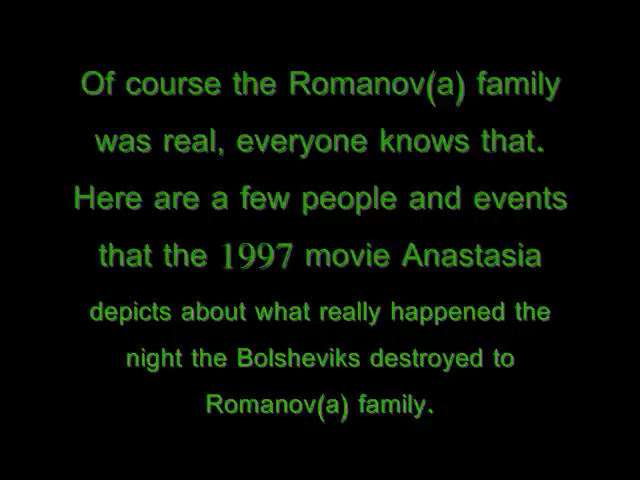 Of course the Romanov(a) family
was real, everyone knows that.
Here are a few people and events
that the 1997 movie Anastasia
depicts about what really happened the
night the Bolsheviks destroyed to
Romanov(a) family.